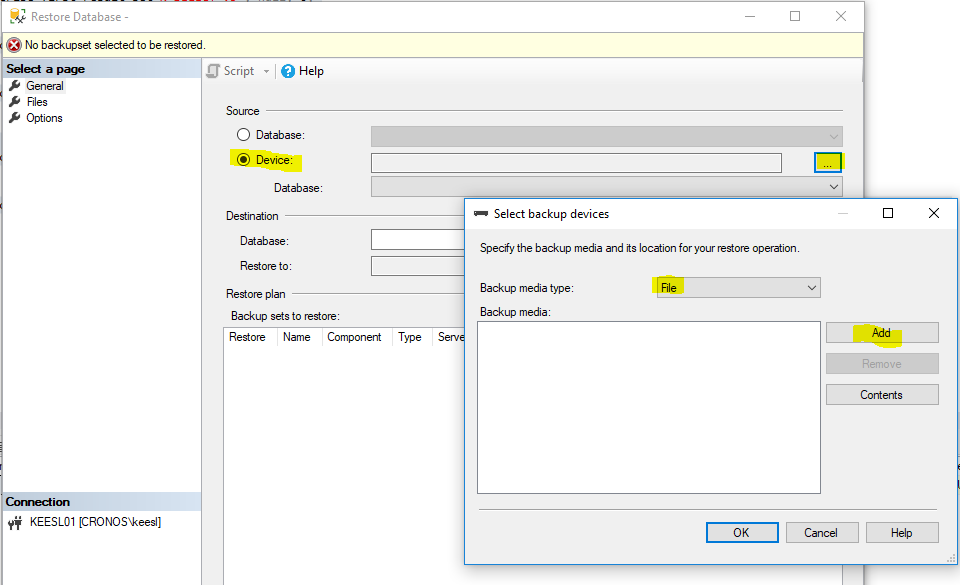 Restore Database -
No backupset selected to be restored.
Select a page
General
Files
Options
Script
Help
Source
Database:
Device:
...
Database:
Destination
Database:
Restore to:
Restore plan
Backup sets to restore:
Restore Name Component Type Serve
Connection
KEESL01 [CRONOS\keesl]
Select backup devices
Specify the backup media and its location for your restore operation.
Backup media type:
File
Backup media:
Add
Remove
Contents
OK
Cancel
Help